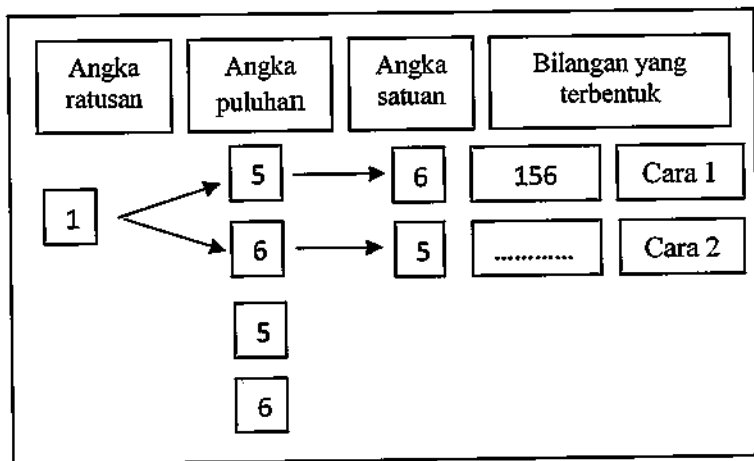 Angka
ratusan
Angka
puluhan
Angka
satuan
Bilangan yang
terbentuk
1
5
6
156
Cara 1
6
5
............
Cara 2
5
6